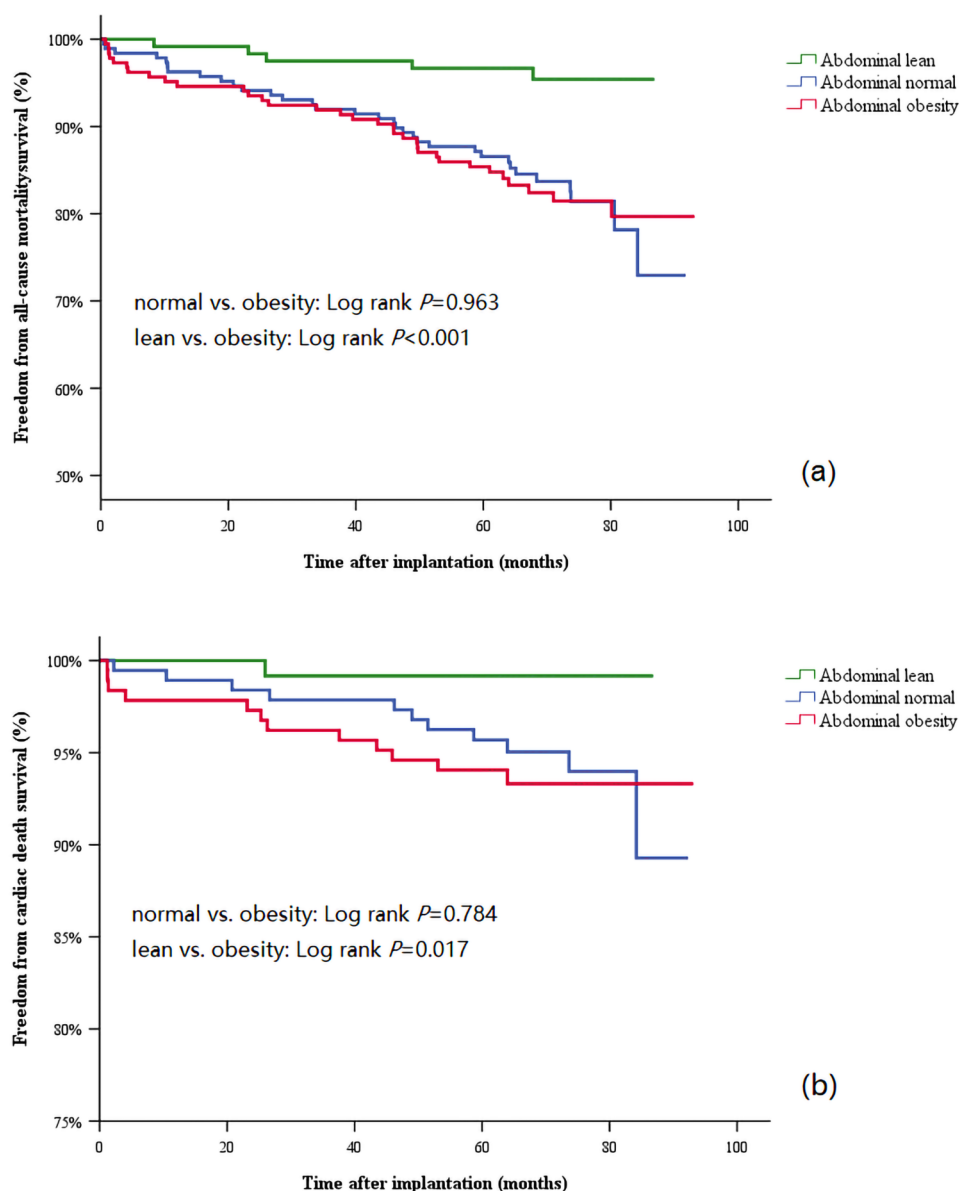 100%
90%
80%
70%
60%
50%
Freedom from all-cause mortalitysurvival (%)
Abdominal lean
Abdominal normal
Abdominal obesity
normal vs. obesity: Log rank P=0.963
lean vs. obesity: Log rank P<0.001
(a)
0 20 40 60 80 100
Time after implantation (months)
100%
95%
90%
85%
80%
75%
Freedom from cardiac death survival (%)
Abdominal lean
Abdominal normal
Abdominal obesity
normal vs. obesity: Log rank P=0.784
lean vs. obesity: Log rank P=0.017
(b)
0 20 40 60 80 100
Time after implantation (months)